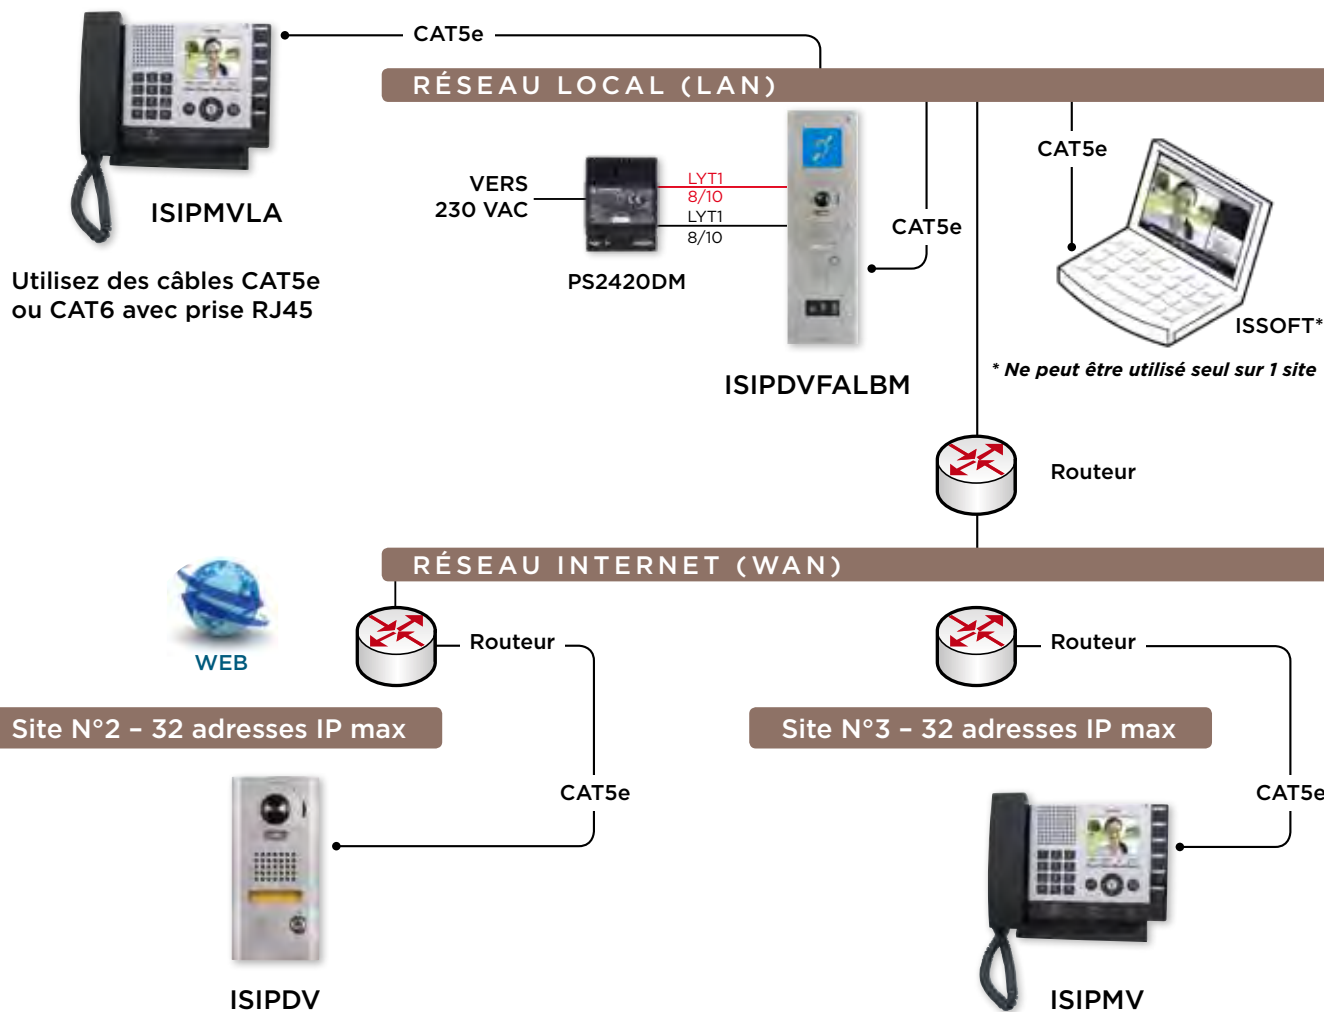 CAT5e
RÉSEAU LOCAL (LAN)
ISIPMVLA
Utilisez des câbles CAT5e
ou CAT6 avec prise RJ45
VERS
230 VAC
LYT1
8/10
LYT1
8/10
PS2420DM
CAT5e
CAT5e
ISIPDVFALBM
ISSOFT*
* Ne peut être utilisé seul sur 1 site
Routeur
RÉSEAU INTERNET (WAN)
WEB
Routeur
Routeur
Site N°2 – 32 adresses IP max
Site N°3 – 32 adresses IP max
CAT5e
CAT5e
ISIPDV
ISIPMV